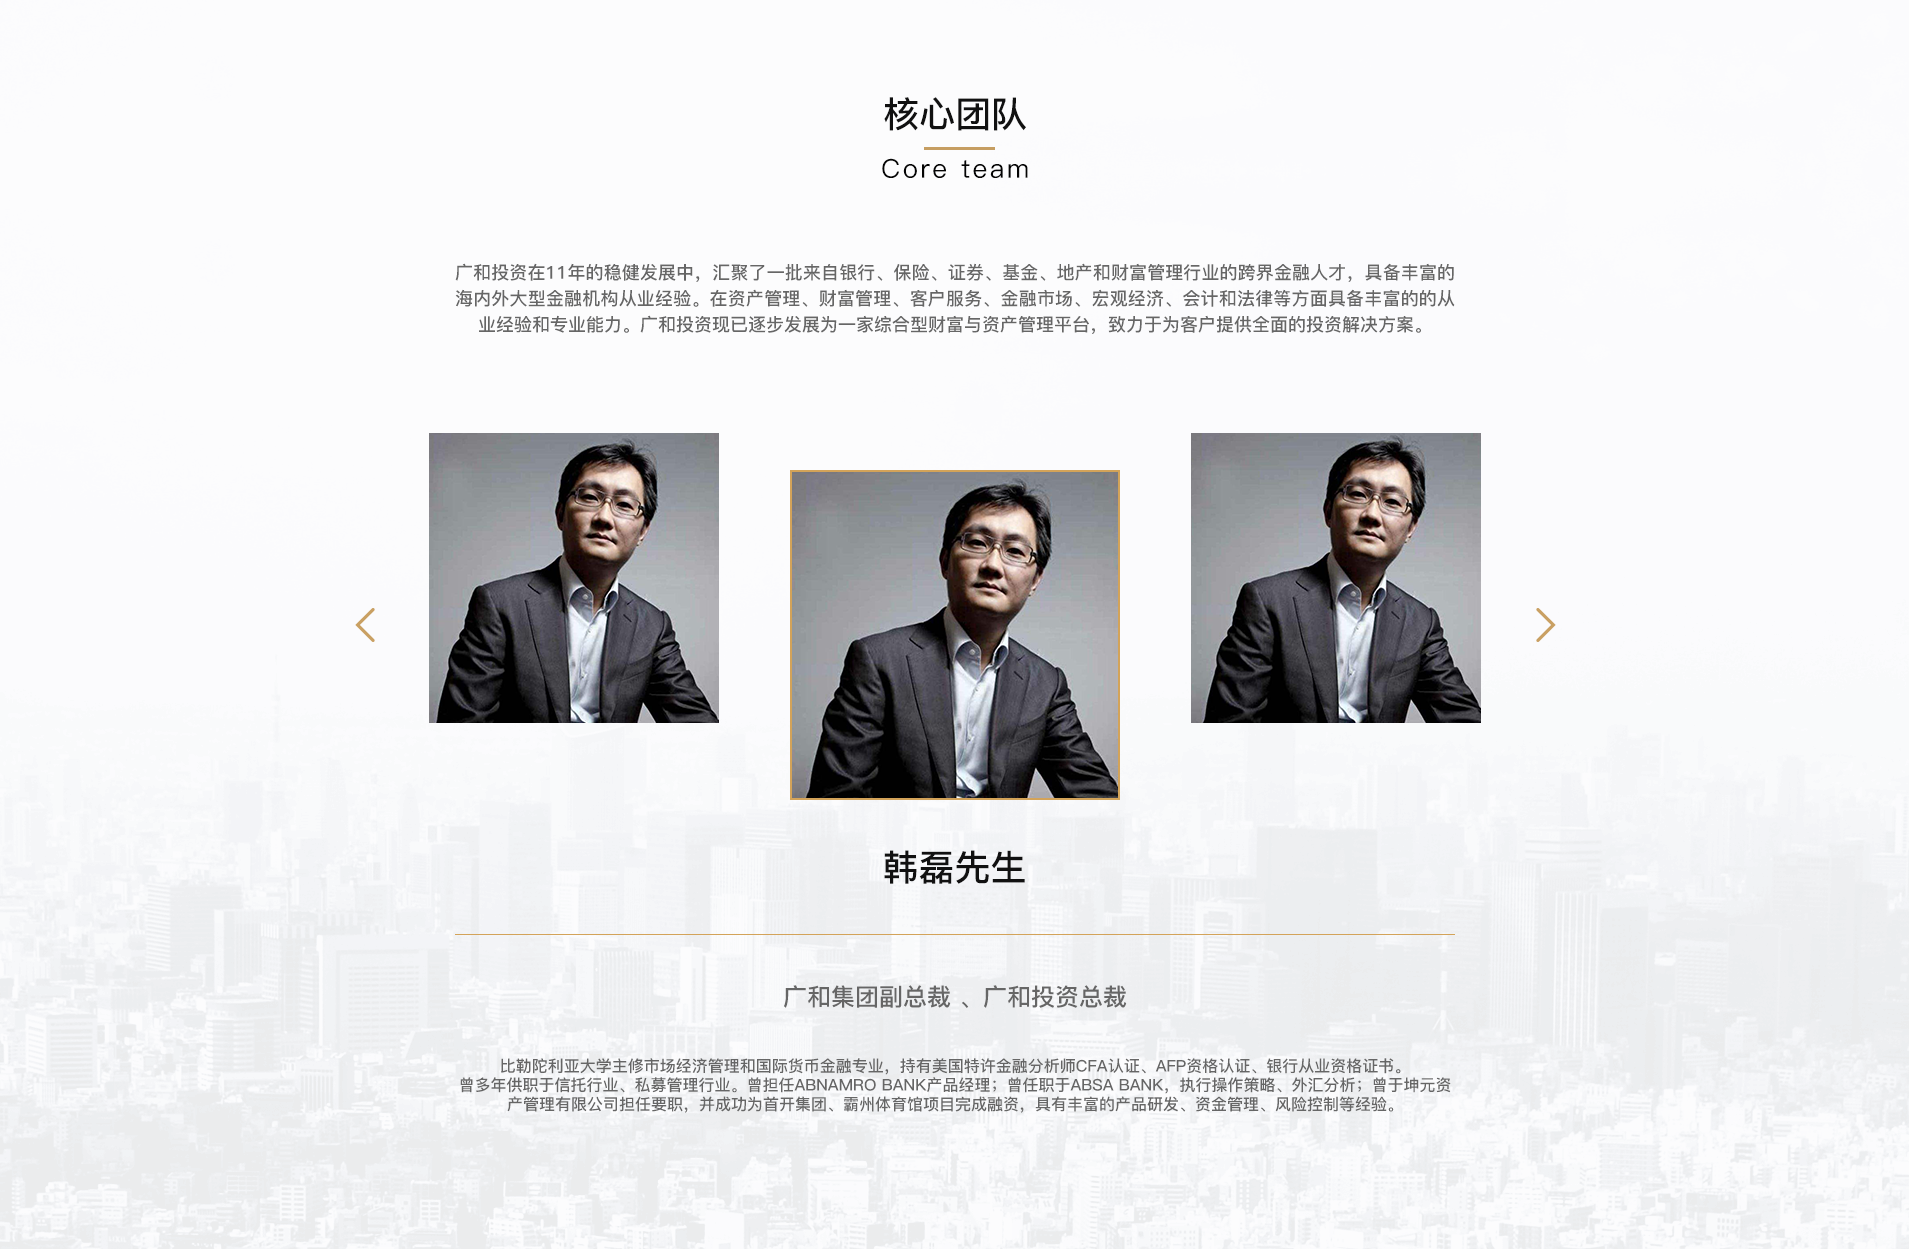 核心团队
Core team
广和投资在11年的稳健发展中，汇聚了一批来自银行、保险、证券、基金、地产和财富管理行业的跨界金融人才，具备丰富的
海内外大型金融机构从业经验。在资产管理、财富管理、客户服务、金融市场、宏观经济、会计和法律等方面具备丰富的的从
业经验和专业能力。广和投资现已逐步发展为一家综合型财富与资产管理平台，致力于为客户提供全面的投资解决方案。
韩磊先生
广和集团副总裁 、广和投资总裁
比勒陀利亚大学主修市场经济管理和国际货币金融专业，持有美国特许金融分析师CFA认证、AFP资格认证、银行从业资格证书。
曾多年供职于信托行业、私募管理行业。曾担任ABNAMRO BANK产品经理；曾任职于ABSA BANK，执行操作策略、外汇分析；曾于坤元资
产管理有限公司担任要职，并成功为首开集团、霸州体育馆项目完成融资，具有丰富的产品研发、资金管理、风险控制等经验。